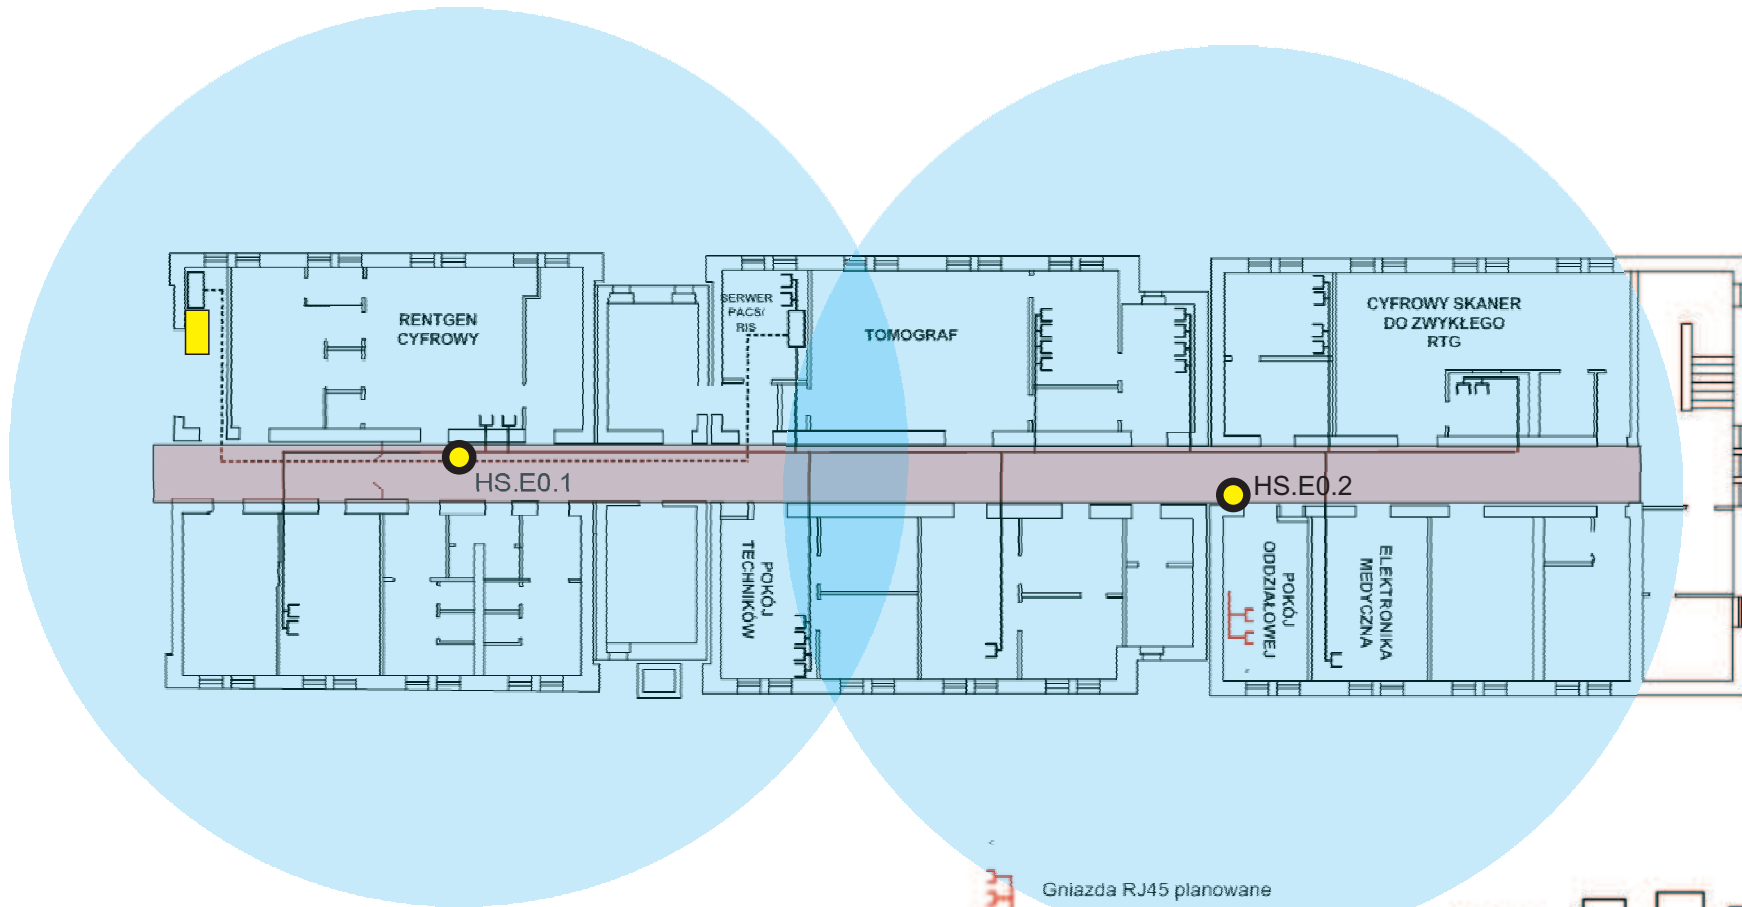 RENTGEN
CYFROWY
SERWER
PACS/
RIS
TOMOGRAF
CYFROWY SKANER
DO ZWYKŁEGO
RTG
HS.E0.1
HS.E0.2
POKÓJ
TECHNIKÓW
POKÓJ
ODDZIAŁOWEJ
ELEKTRONIKA
MEDYCZNA
Gniazda RJ45 planowane